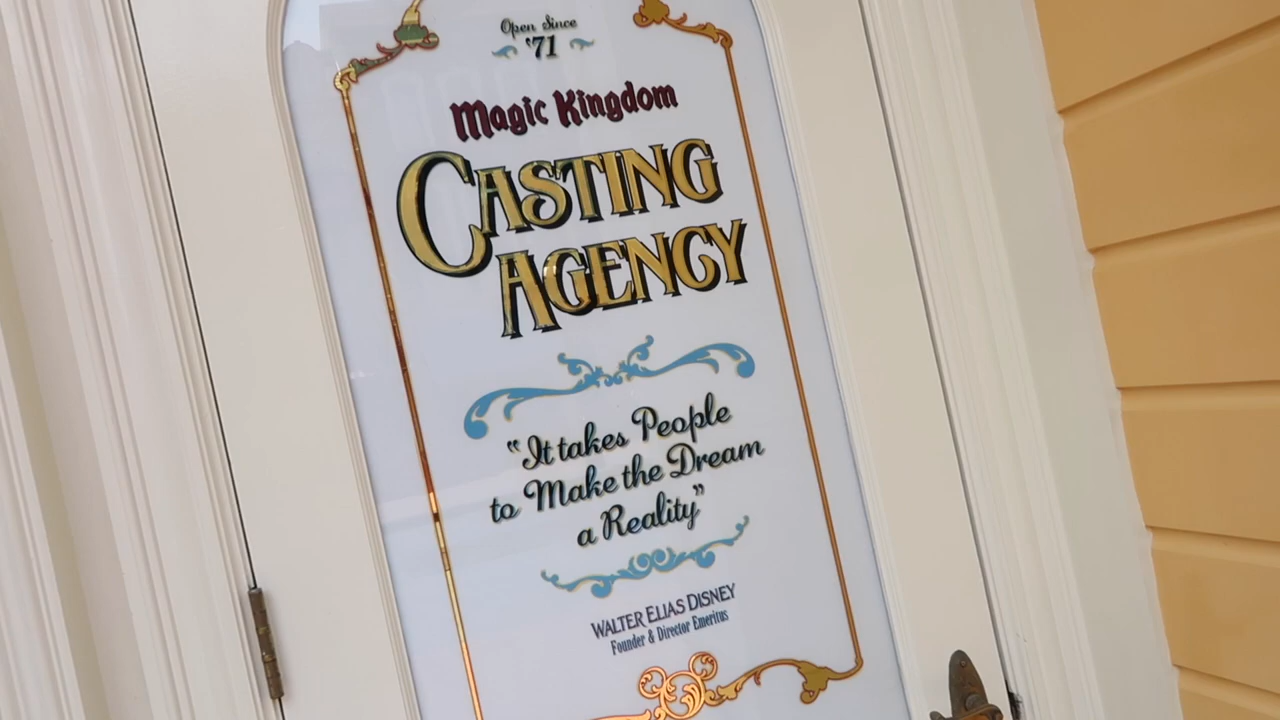 Open Since
'71
Magic Kingdom
CASTING
AGENCY
"It takes People
to Make the Dream
a Reality"
WALTER ELIAS DISNEY
Founder & Director Emeritus